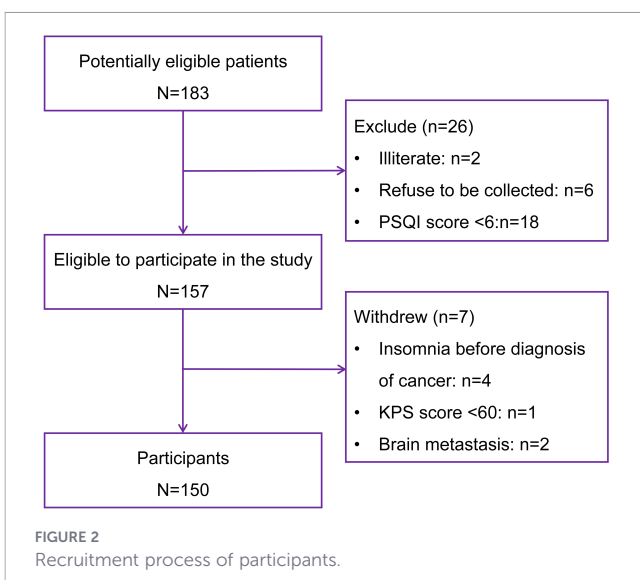 Potentially eligible patients
N=183
Exclude (n=26)
• Illiterate: n=2
• Refuse to be collected: n=6
• PSQI score <6:n=18
Eligible to participate in the study
N=157
Withdrew (n=7)
• Insomnia before diagnosis
of cancer: n=4
• KPS score <60: n=1
• Brain metastasis: n=2
Participants
N=150
FIGURE 2
Recruitment process of participants.